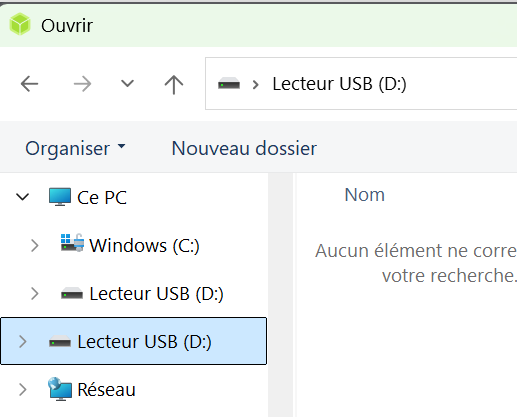 Ouvrir
Lecteur USB (D:)
Organiser
Nouveau dossier
Ce PC
Nom
Windows (C:)
Aucun élément ne corre
votre recherche.
Lecteur USB (D:)
Lecteur USB (D:)
Réseau